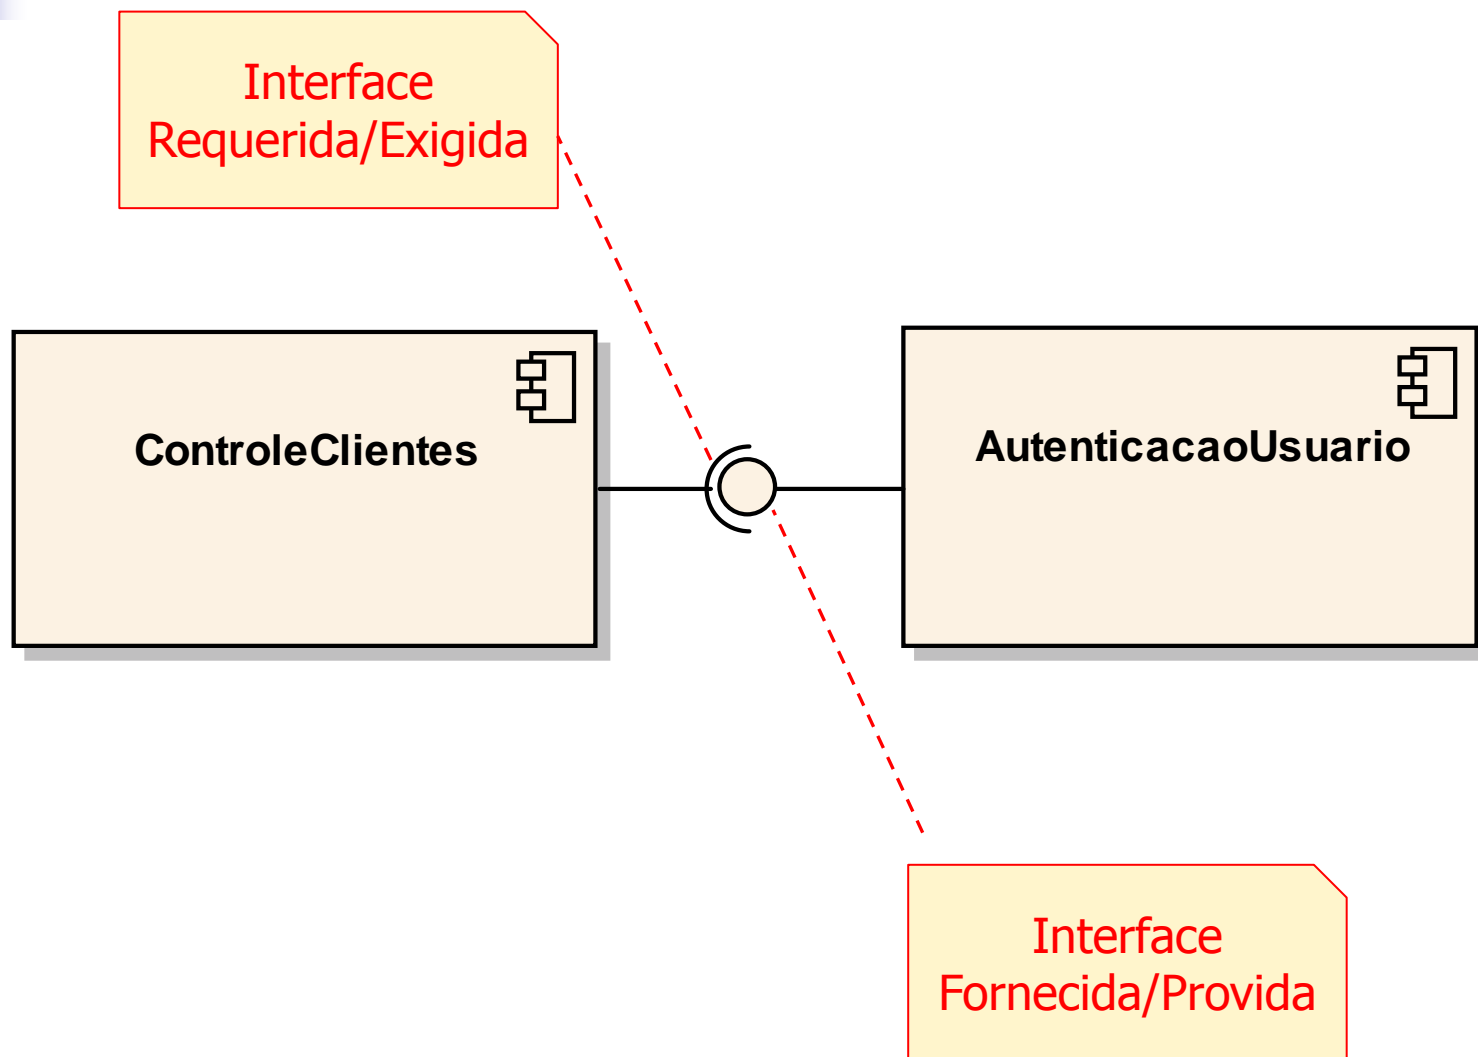 Interface
Requerida/Exigida
ControleClientes
AutenticacaoUsuario
Interface
Fornecida/Provida